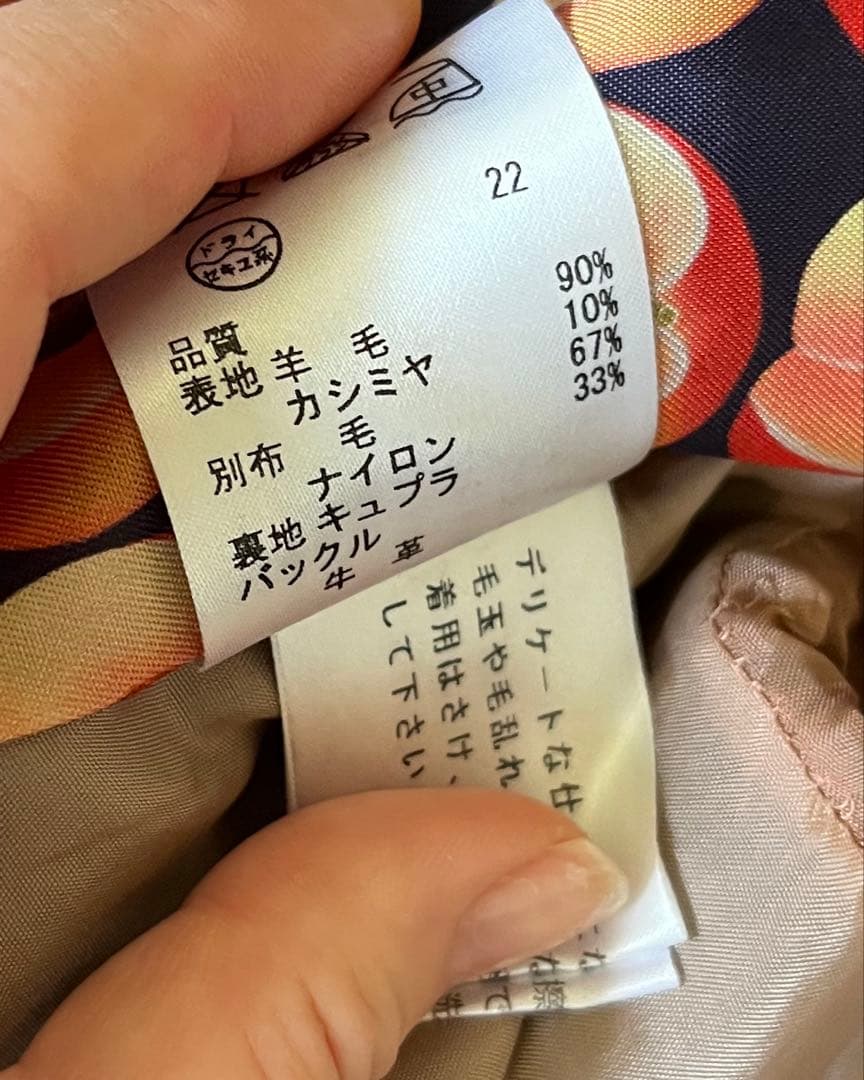 中
22
ドライ
セキユ系
品質
表地 羊 毛 90%
カシミヤ 10%
別布 毛 67%
ナイロン 33%
裏地 キュプラ
バックル
牛 革
デリケートな仕
毛玉や毛乱れ
着用はさけ、
して下さい